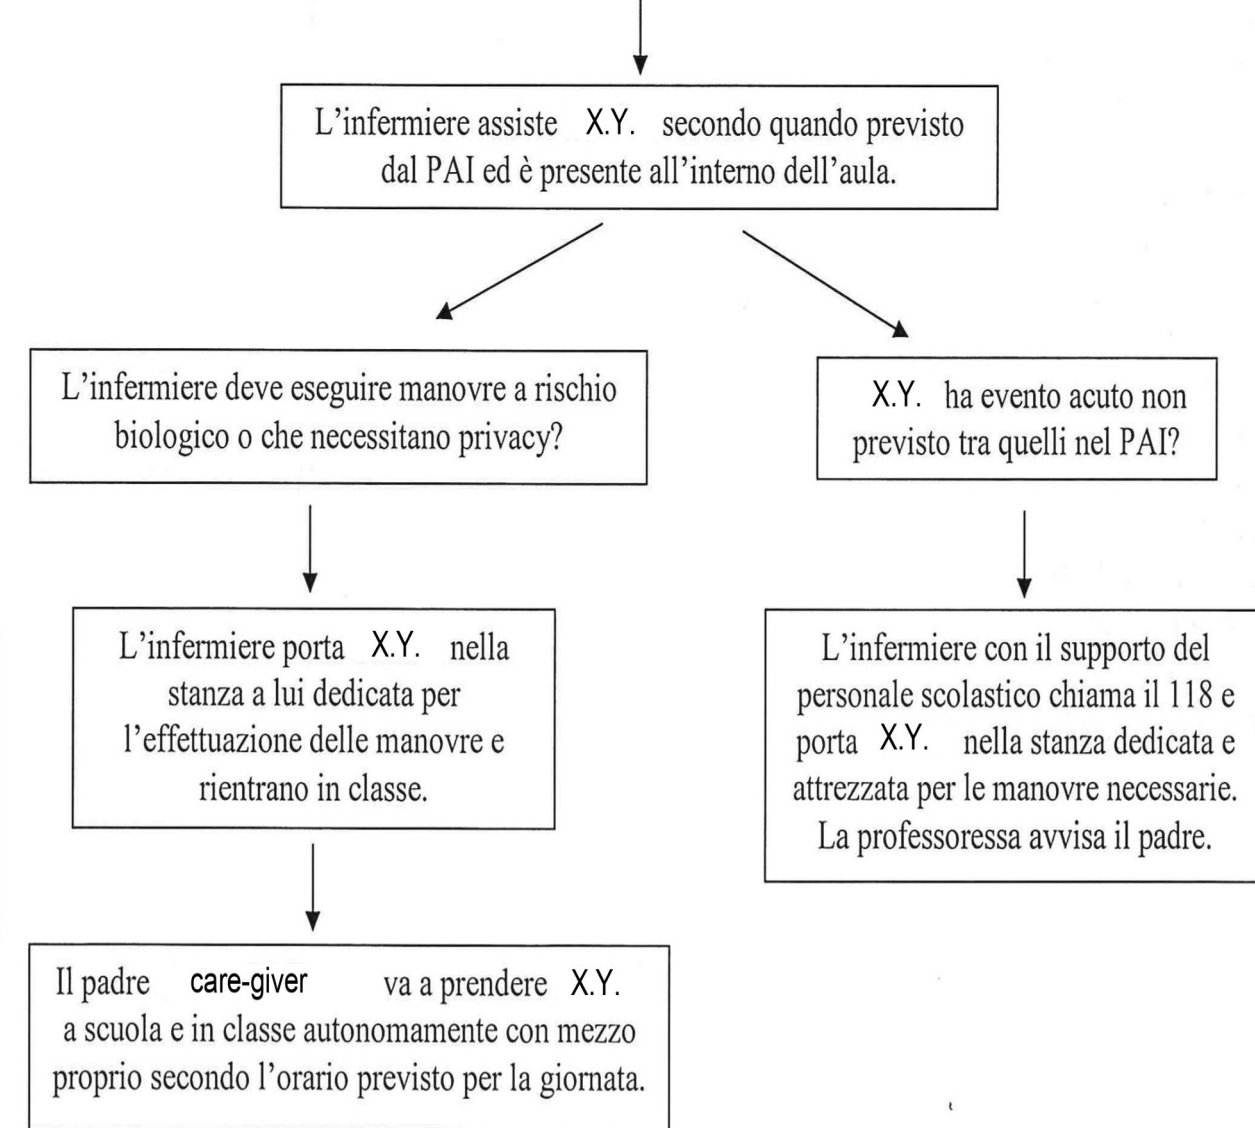 L'infermiere assiste X.Y. secondo quando previsto
dal PAI ed è presente all'interno dell'aula.
L'infermiere deve eseguire manovre a rischio
biologico o che necessitano privacy?
X.Y. ha evento acuto non
previsto tra quelli nel PAI?
L'infermiere porta X.Y. nella
stanza a lui dedicata per
l'effettuazione delle manovre e
rientrano in classe.
L'infermiere con il supporto del
personale scolastico chiama il 118 e
porta X.Y. nella stanza dedicata e
attrezzata per le manovre necessarie.
La professoressa avvisa il padre.
Il padre care-giver va a prendere X.Y.
a scuola e in classe autonomamente con mezzo
proprio secondo l'orario previsto per la giornata.